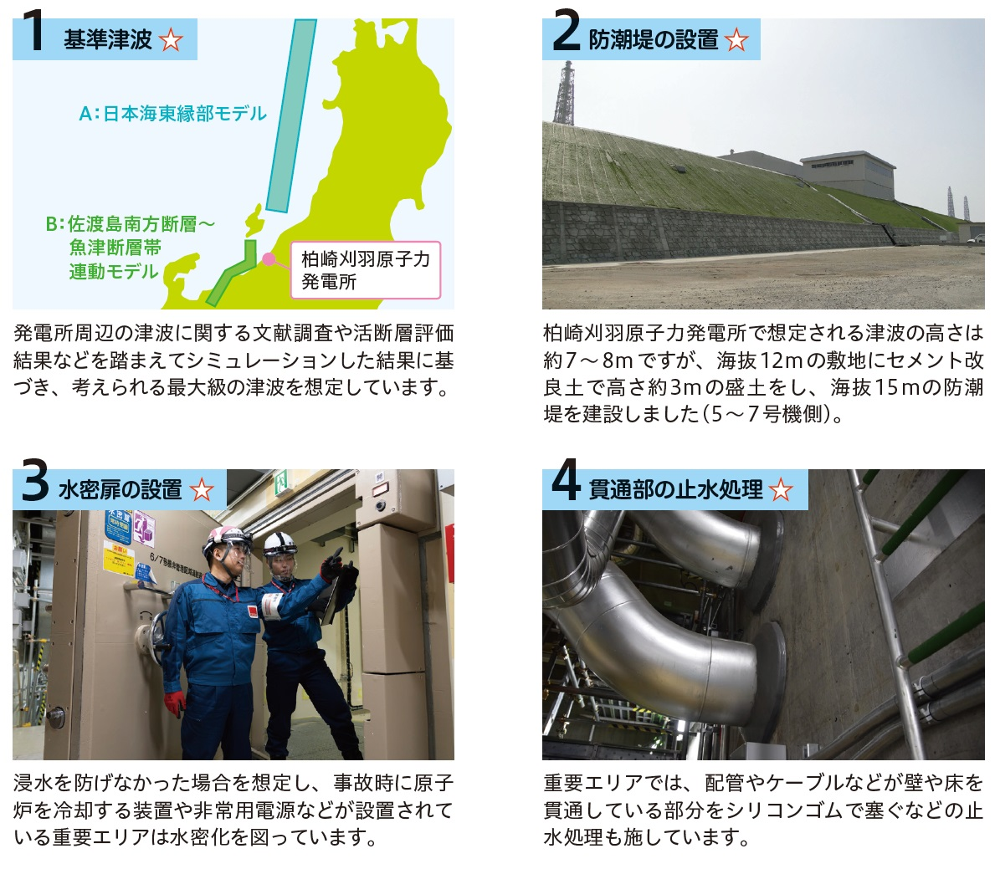 1 基準津波☆
A：日本海東縁部モデル
B：佐渡島南方断層～
魚津断層帯
連動モデル
柏崎刈羽原子力
発電所
発電所周辺の津波に関する文献調査や活断層評価
結果などを踏まえてシミュレーションした結果に基
づき、考えられる最大級の津波を想定しています。
2 防潮堤の設置☆
柏崎刈羽原子力発電所で想定される津波の高さは
約7～8mですが、海抜12mの敷地にセメント改
良土で高さ約3mの盛土をし、海抜15mの防潮
堤を建設しました（5～7号機側）。
3 水密扉の設置☆
水密扉
お願い
浸水を防げなかった場合を想定し、事故時に原子
炉を冷却する装置や非常用電源などが設置されて
いる重要エリアは水密化を図っています。
4 貫通部の止水処理☆
重要エリアでは、配管やケーブルなどが壁や床を
貫通している部分をシリコンゴムで塞ぐなどの止
水処理も施しています。